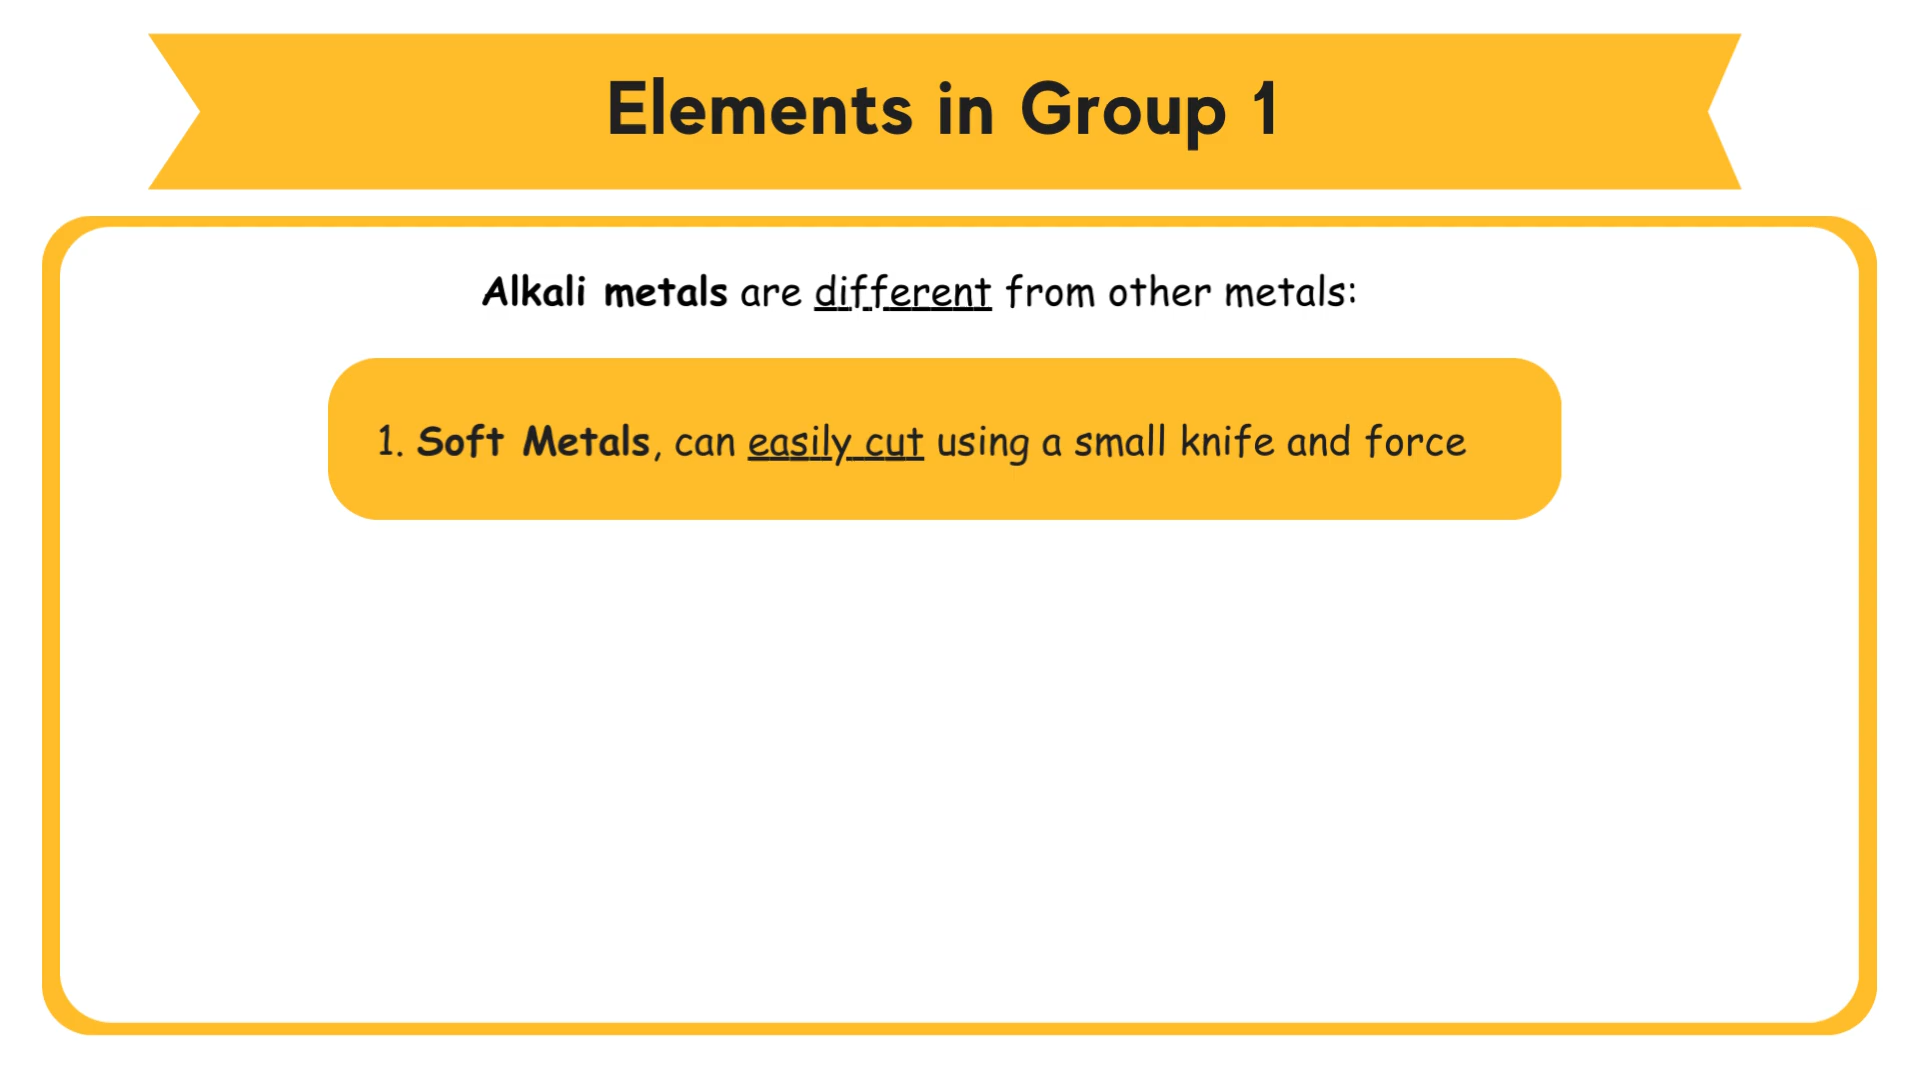 Elements in Group 1
Alkali metals are different from other metals:
1. Soft Metals, can easily cut using a small knife and force